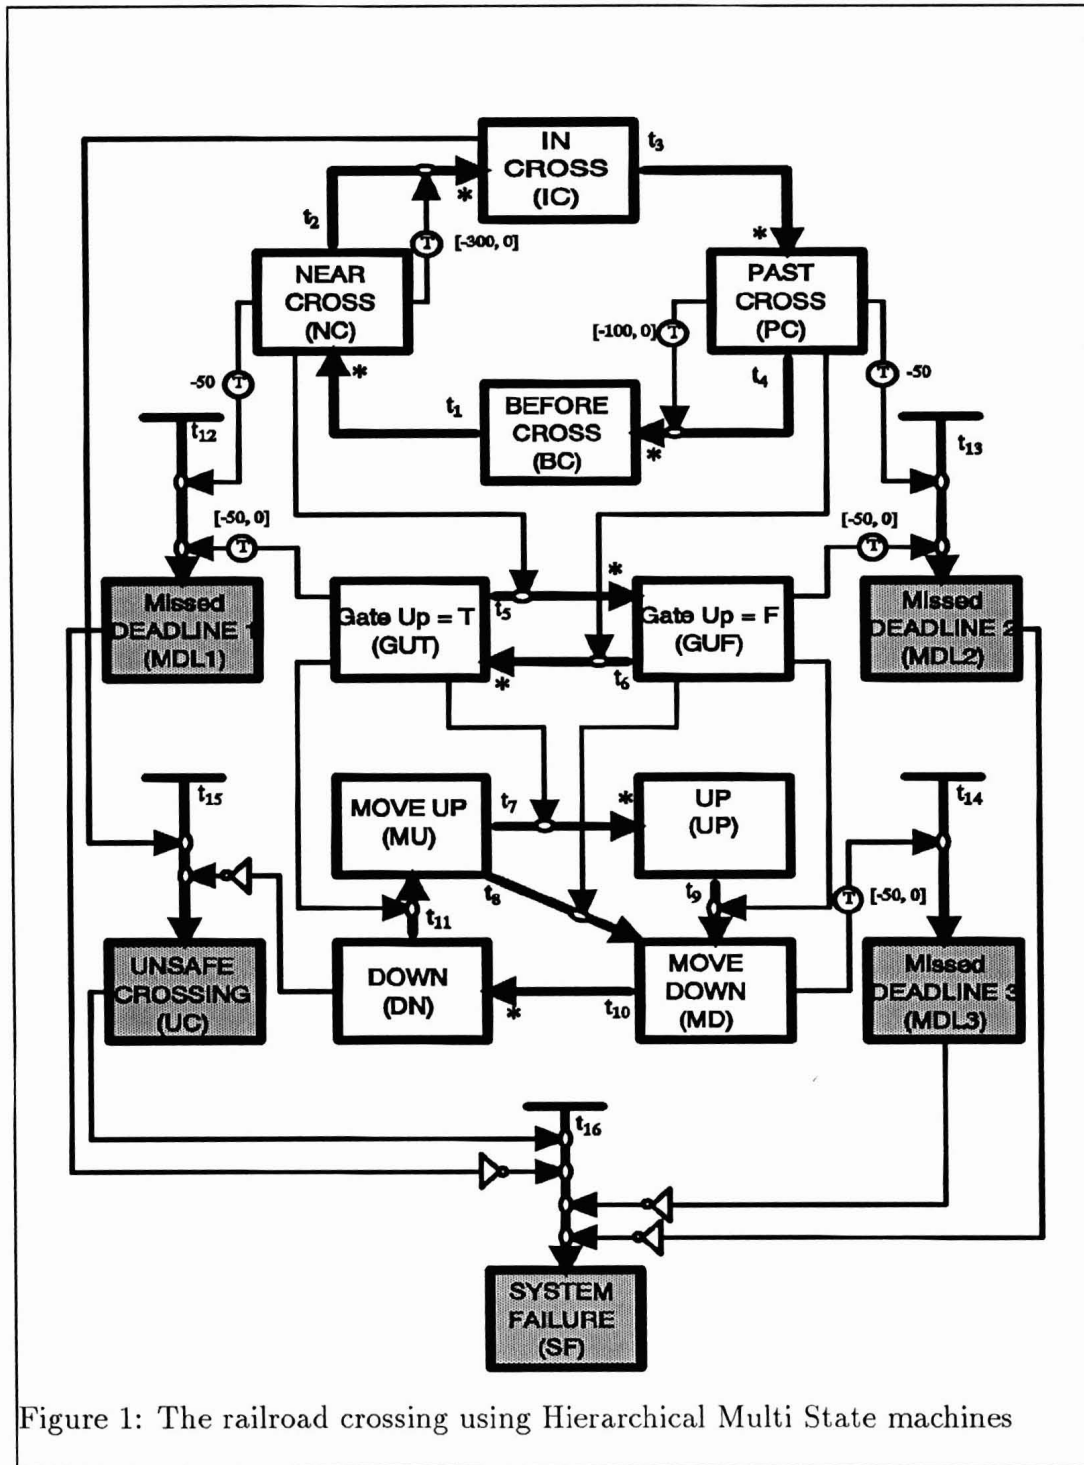 IN
CROSS
(IC)
t3
*
t2
[-300, 0]
T
*
NEAR
CROSS
(NC)
PAST
CROSS
(PC)
[-100, 0]
T
-50
T
T
-50
*
t1
BEFORE
CROSS
(BC)
*
t4
t12
t13
[-50, 0]
T
[-50, 0]
T
Missed
DEADLINE 1
(MDL1)
Gate Up = T
(GUT)
t5
*
Gate Up = F
(GUF)
t6
*
Missed
DEADLINE 2
(MDL2)
t15
MOVE UP
(MU)
t7
*
UP
(UP)
t14
t8
t9
T
[-50, 0]
t11
UNSAFE
CROSSING
(UC)
DOWN
(DN)
*
t10
MOVE
DOWN
(MD)
Missed
DEADLINE 3
(MDL3)
t16
SYSTEM
FAILURE
(SF)
Figure 1: The railroad crossing using Hierarchical Multi State machines